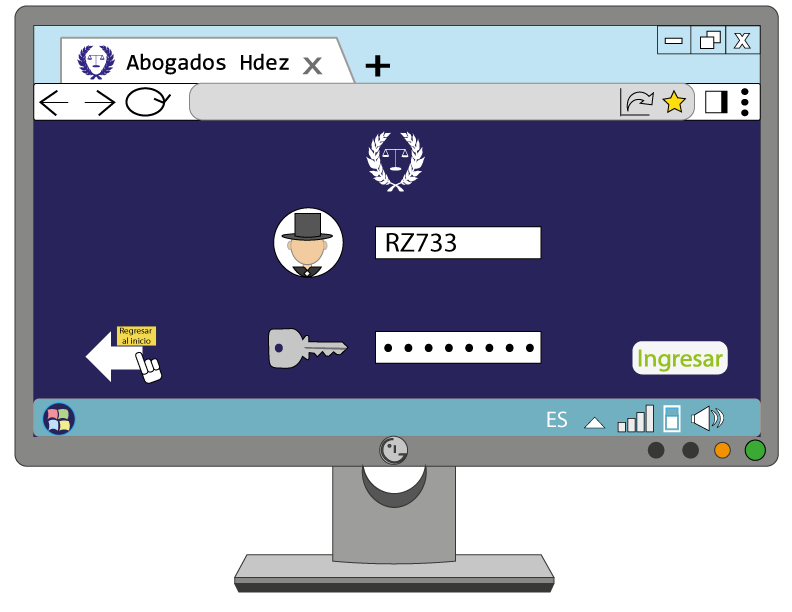 Abogados Hdez X
X
RZ733
Regresar
al inicio
Ingresar
ES